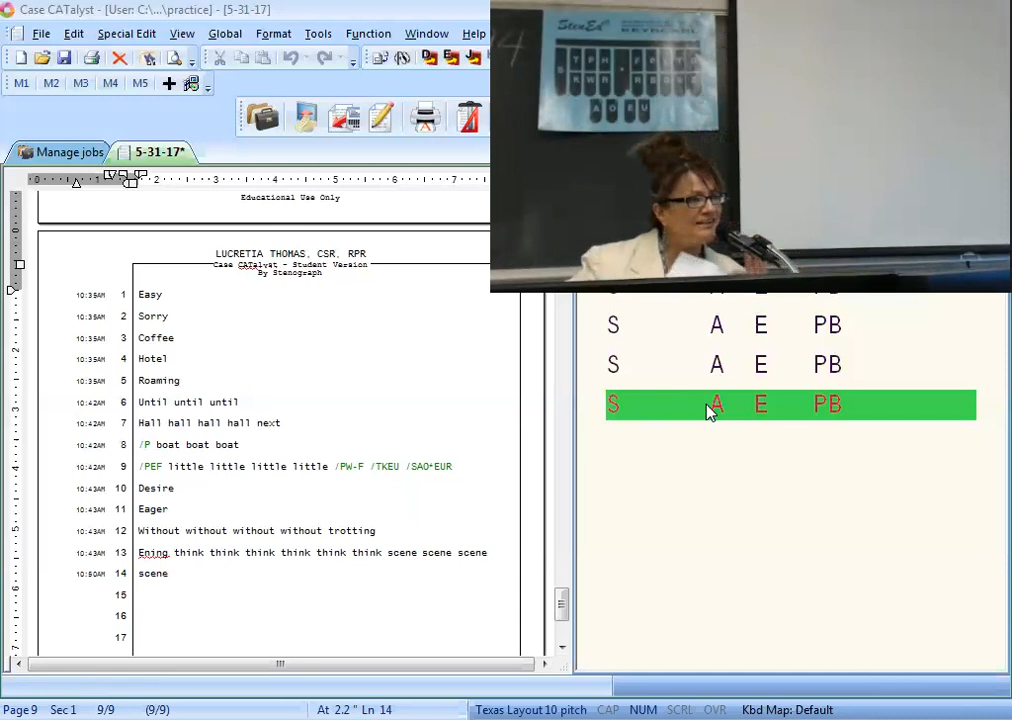 Case CATalyst - [User: C:\...\practice] - [5-31-17]
File Edit Special Edit View Global Format Tools Function Window Help
M1 M2 M3 M4 M5
Manage jobs 5-31-17*
Educational Use Only
LUCRETIA THOMAS, CSR, RPR
Case CATalyst - Student Version
By Stenograph
10:35AM 1 Easy
10:35AM 2 Sorry
10:35AM 3 Coffee
10:35AM 4 Hotel
10:35AM 5 Roaming
10:42AM 6 Until until until
10:42AM 7 Hall hall hall hall next
10:42AM 8 /P boat boat boat
10:42AM 9 /PEF little little little little /PW-F /TKEU /SAO*EUR
10:43AM 10 Desire
10:43AM 11 Eager
10:43AM 12 Without without without without trotting
10:43AM 13 Ening think think think think think think scene scene scene
10:50AM 14 scene
15
16
17
StenEd
KEYBOARD
S T P H F P T D
K W R R B G S
A O E U
S A E PB
S A E PB
S A E PB
Page 9 Sec 1 9/9 (9/9) At 2.2 " Ln 14 Texas Layout 10 pitch CAP NUM SCRL OVR Kbd Map: Default